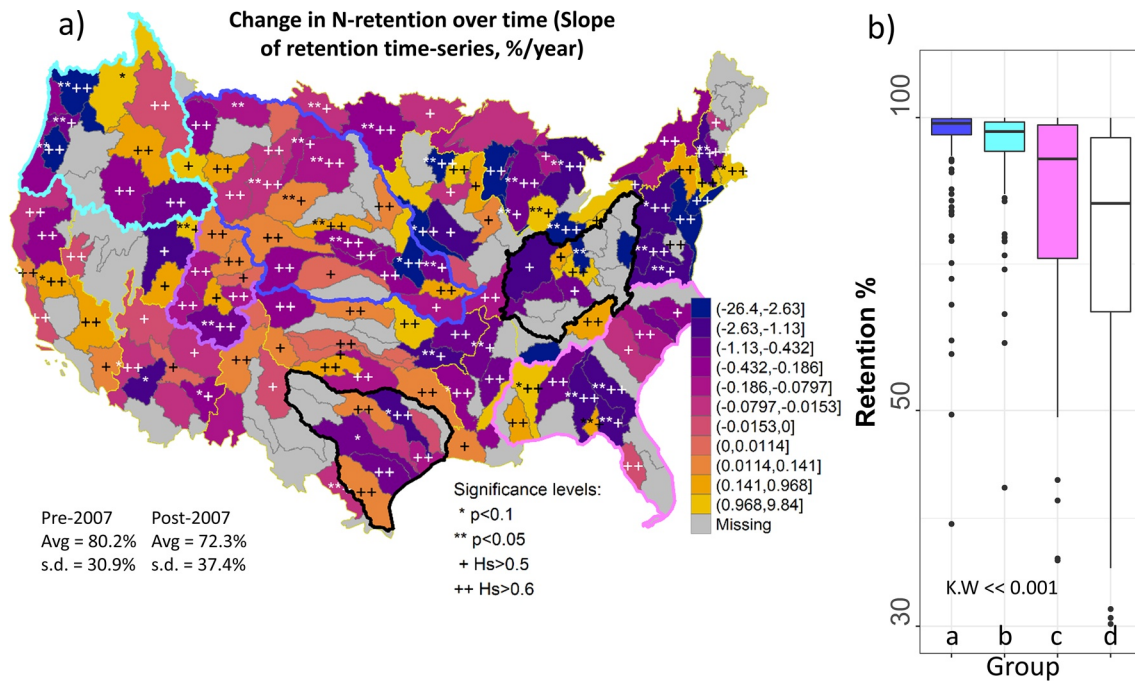 a)
Change in N-retention over time (Slope
of retention time-series, %/year)
(-26.4,-2.63]
(-2.63,-1.13]
(-1.13,-0.432]
(-0.432,-0.186]
(-0.186,-0.0797]
(-0.0797,-0.0153]
(-0.0153,0]
(0,0.0114]
(0.0114,0.141]
(0.141,0.968]
(0.968,9.84]
Missing
Significance levels:
* p<0.1
** p<0.05
+ Hs>0.5
++ Hs>0.6
Pre-2007
Avg = 80.2%
s.d. = 30.9%
Post-2007
Avg = 72.3%
s.d. = 37.4%
b)
Retention %
100
50
30
K.W << 0.001
a b c d
Group